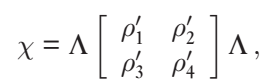 χ = Λ [ ρ′₁ ρ′₂
ρ′₃ ρ′₄ ] Λ ,